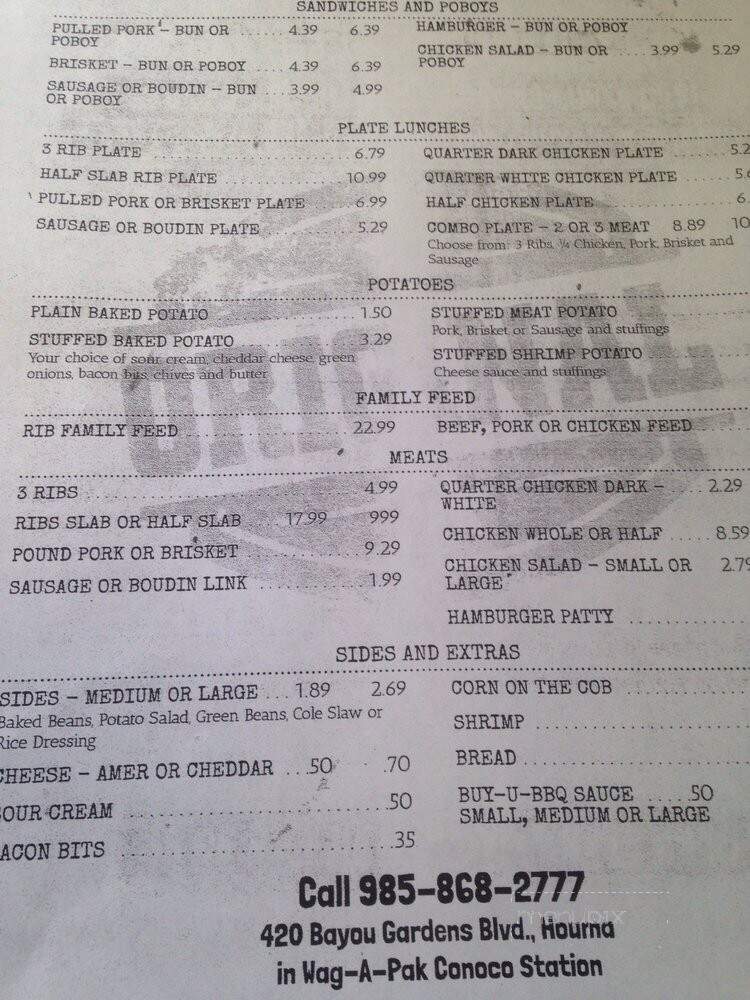 SANDWICHES AND POBOYS
PULLED PORK - BUN OR POBOY .... 4.39 6.39
BRISKET - BUN OR POBOY .... 4.39 6.39
SAUSAGE OR BOUDIN - BUN OR POBOY ... 3.99 4.99
HAMBURGER - BUN OR POBOY
CHICKEN SALAD - BUN OR POBOY .... 3.99 5.29
PLATE LUNCHES
3 RIB PLATE .... 6.79
HALF SLAB RIB PLATE .... 10.99
PULLED PORK OR BRISKET PLATE .... 6.99
SAUSAGE OR BOUDIN PLATE .... 5.29
QUARTER DARK CHICKEN PLATE .... 5.2
QUARTER WHITE CHICKEN PLATE .... 5.
HALF CHICKEN PLATE .... 6.
COMBO PLATE - 2 OR 3 MEAT 8.89 10
Choose from: 3 Ribs, ¼ Chicken, Pork, Brisket and
Sausage
POTATOES
PLAIN BAKED POTATO .... 1.50
STUFFED BAKED POTATO .... 3.29
Your choice of sour cream, cheddar cheese, green
onions, bacon bits, chives and butter
STUFFED MEAT POTATO ....
Pork, Brisket or Sausage and stuffings
STUFFED SHRIMP POTATO ....
Cheese sauce and stuffings
FAMILY FEED
RIB FAMILY FEED .... 22.99
BEEF, PORK OR CHICKEN FEED ....
MEATS
3 RIBS .... 4.99
RIBS SLAB OR HALF SLAB .... 17.99 999
POUND PORK OR BRISKET .... 9.29
SAUSAGE OR BOUDIN LINK .... 1.99
QUARTER CHICKEN DARK - WHITE .... 2.29
CHICKEN WHOLE OR HALF ..... 8.59
CHICKEN SALAD - SMALL OR LARGE 2.79
HAMBURGER PATTY ....
SIDES AND EXTRAS
SIDES - MEDIUM OR LARGE ... 1.89 2.69
Baked Beans, Potato Salad, Green Beans, Cole Slaw or
Rice Dressing
CHEESE - AMER OR CHEDDAR ... .50 .70
OUR CREAM .... .50
ACON BITS .... .35
CORN ON THE COB ....
SHRIMP ....
BREAD ....
BUY-U-BBQ SAUCE ..... .50
SMALL, MEDIUM OR LARGE
ORIGINAL
Call 985-868-2777
420 Bayou Gardens Blvd., Houma
in Wag-A-Pak Conoco Station
menupix